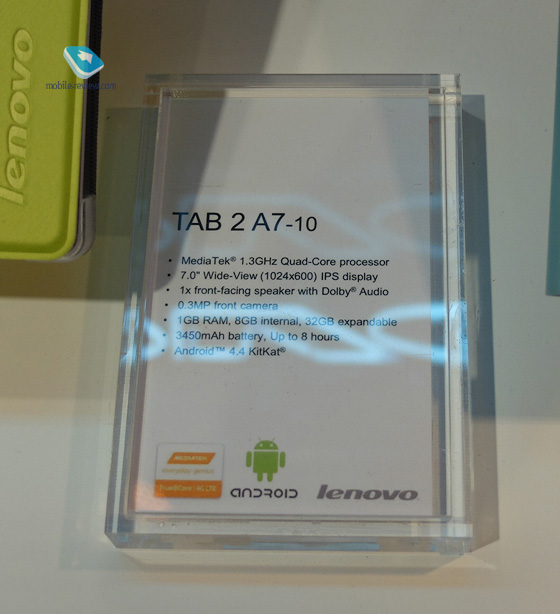 lenovo
mobile-review.com
TAB 2 A7-10
• MediaTek® 1.3GHz Quad-Core processor
• 7.0" Wide-View (1024x600) IPS display
• 1x front-facing speaker with Dolby® Audio
• 0.3MP front camera
• 1GB RAM, 8GB internal, 32GB expandable
• 3450mAh battery, Up to 8 hours
• Android™ 4.4 KitKat®
MEDIATEK
everyday genius
ANDROID
lenovo